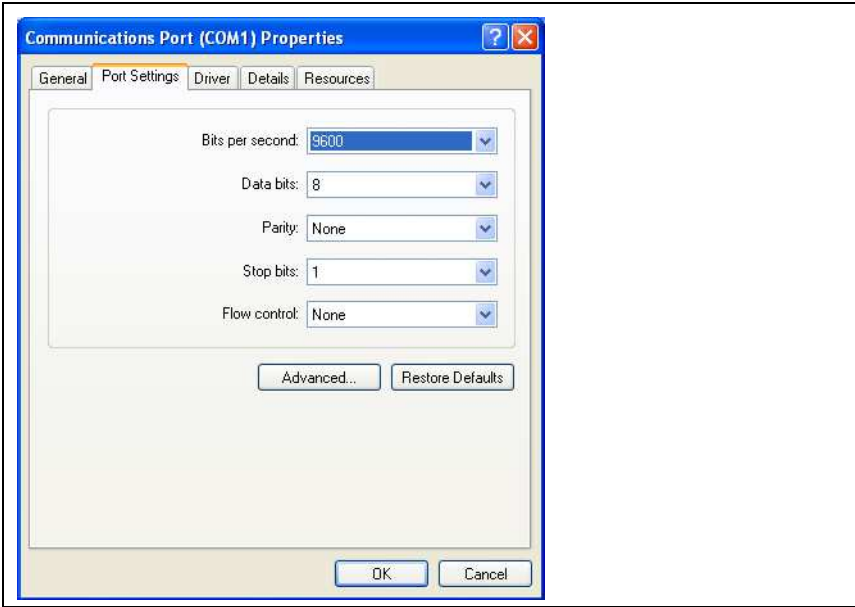 Communications Port (COM1) Properties
General Port Settings Driver Details Resources
Bits per second: 9600
Data bits: 8
Parity: None
Stop bits: 1
Flow control: None
Advanced... Restore Defaults
OK Cancel